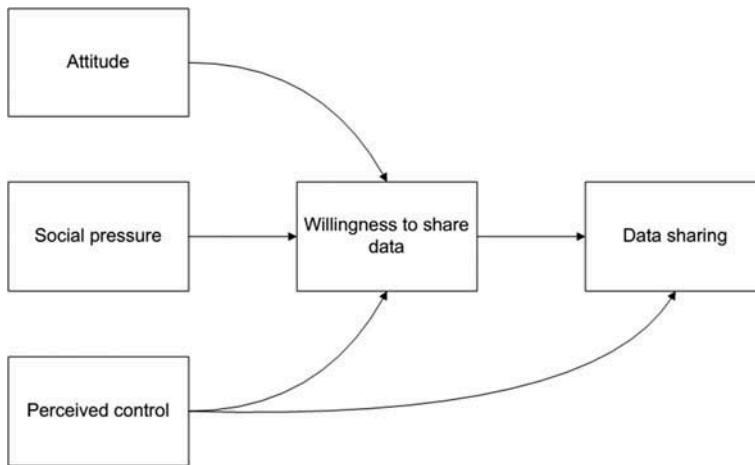 Attitude
Social pressure
Willingness to share
data
Data sharing
Perceived control